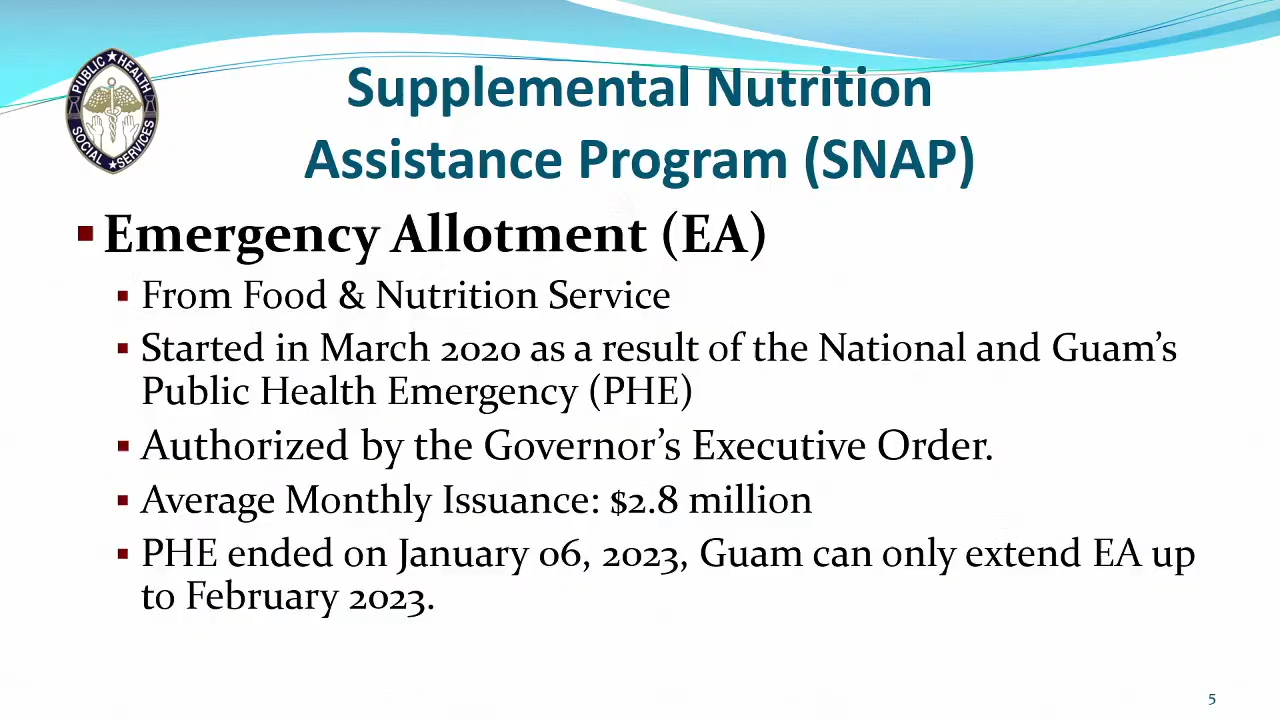 PUBLIC HEALTH
SOCIAL SERVICES
Supplemental Nutrition
Assistance Program (SNAP)
▪ Emergency Allotment (EA)
▪ From Food & Nutrition Service
▪ Started in March 2020 as a result of the National and Guam’s
Public Health Emergency (PHE)
▪ Authorized by the Governor’s Executive Order.
▪ Average Monthly Issuance: $2.8 million
▪ PHE ended on January 06, 2023, Guam can only extend EA up
to February 2023.
5